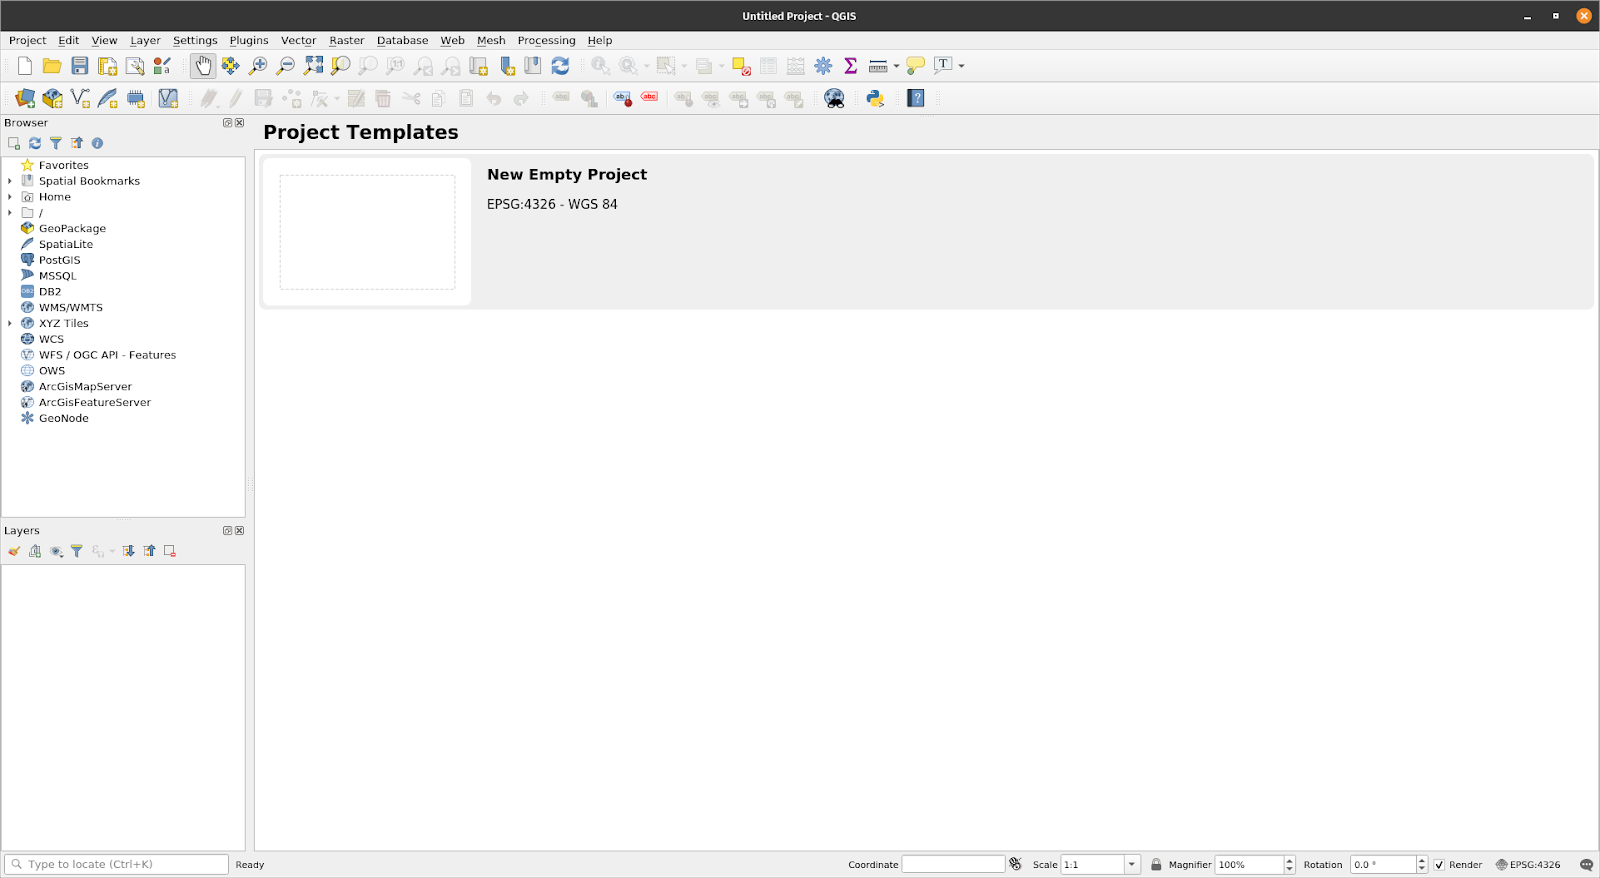 Untitled Project - QGIS
Project Edit View Layer Settings Plugins Vector Raster Database Web Mesh Processing Help
Browser
Project Templates
Favorites
Spatial Bookmarks
Home
/
GeoPackage
SpatiaLite
PostGIS
MSSQL
DB2
WMS/WMTS
XYZ Tiles
WCS
WFS / OGC API - Features
OWS
ArcGisMapServer
ArcGisFeatureServer
GeoNode
New Empty Project
EPSG:4326 - WGS 84
Layers
Type to locate (Ctrl+K) Ready Coordinate Scale 1:1 Magnifier 100% Rotation 0.0 ° Render EPSG:4326